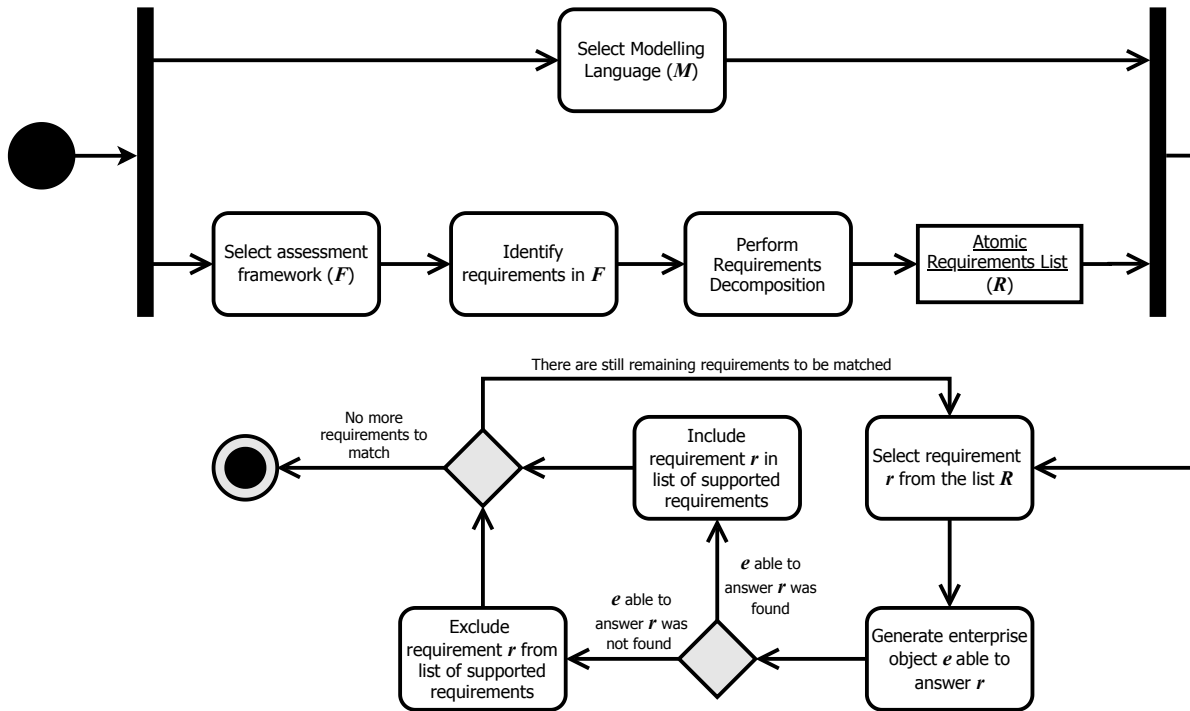 Select Modelling
Language (M)
Select assessment
framework (F)
Identify
requirements in F
Perform
Requirements
Decomposition
Atomic
Requirements List
(R)
There are still remaining requirements to be matched
No more
requirements to
match
Include
requirement r in
list of supported
requirements
Select requirement
r from the list R
e able to
answer r was
found
e able to
answer r was
not found
Exclude
requirement r from
list of supported
requirements
Generate enterprise
object e able to
answer r